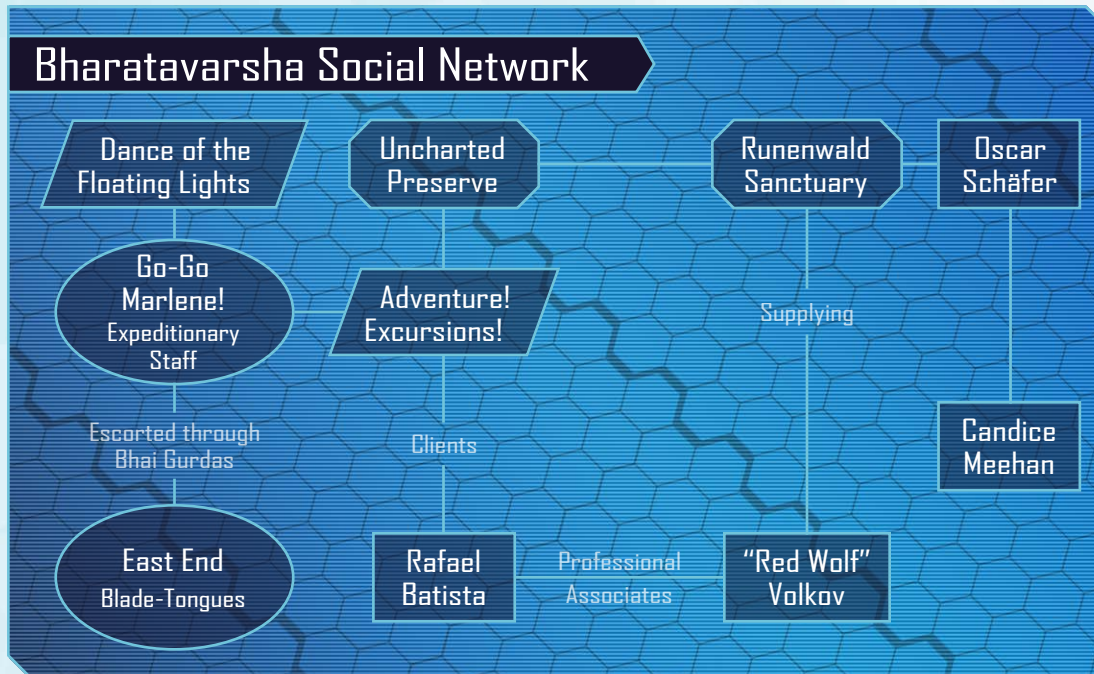 Bharatavarsha Social Network
Dance of the
Floating Lights
Uncharted
Preserve
Runenwald
Sanctuary
Oscar
Schäfer
Go-Go
Marlene!
Expeditionary
Staff
Adventure!
Excursions!
Supplying
Escorted through
Bhai Gurdas
Clients
Candice
Meehan
East End
Blade-Tongues
Rafael
Batista
Professional
Associates
“Red Wolf”
Volkov